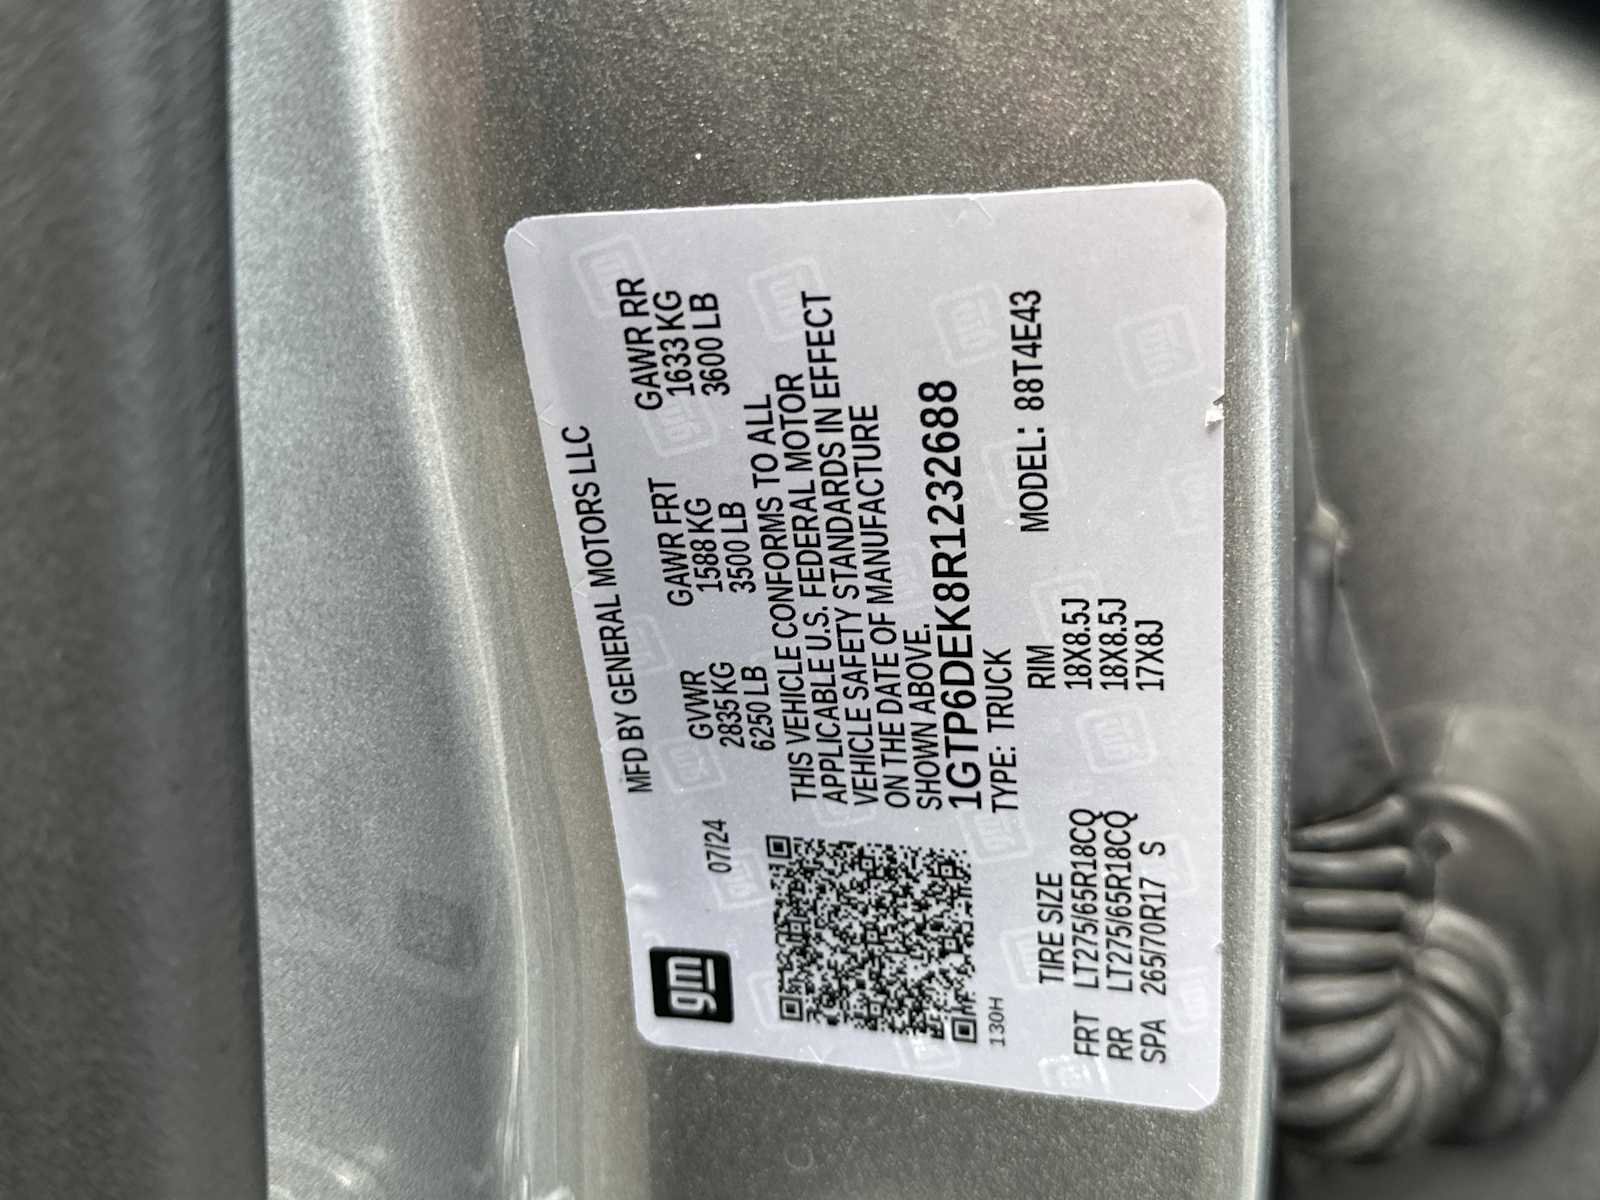 gm
MFD BY GENERAL MOTORS LLC
07/24
GVWR GAWR FRT GAWR RR
2835 KG 1588 KG 1633 KG
6250 LB 3500 LB 3600 LB
THIS VEHICLE CONFORMS TO ALL
APPLICABLE U.S. FEDERAL MOTOR
VEHICLE SAFETY STANDARDS IN EFFECT
ON THE DATE OF MANUFACTURE
SHOWN ABOVE.
1GTP6DEK8R1232688
TYPE: TRUCK MODEL: 88T4E43
130H
TIRE SIZE RIM
FRT LT275/65R18CQ 18X8.5J
RR LT275/65R18CQ 18X8.5J
SPA 265/70R17 S 17X8J